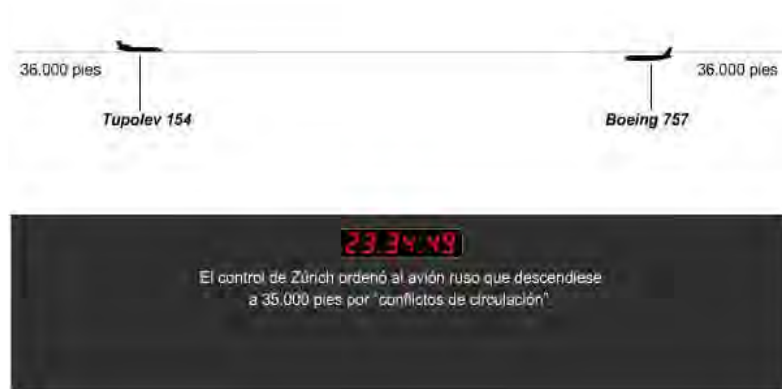 36.000 pies
36.000 pies
Tupolev 154
Boeing 757
23.34.49
El control de Zúrich ordenó al avión ruso que descendiese
a 35.000 pies por "conflictos de circulación"